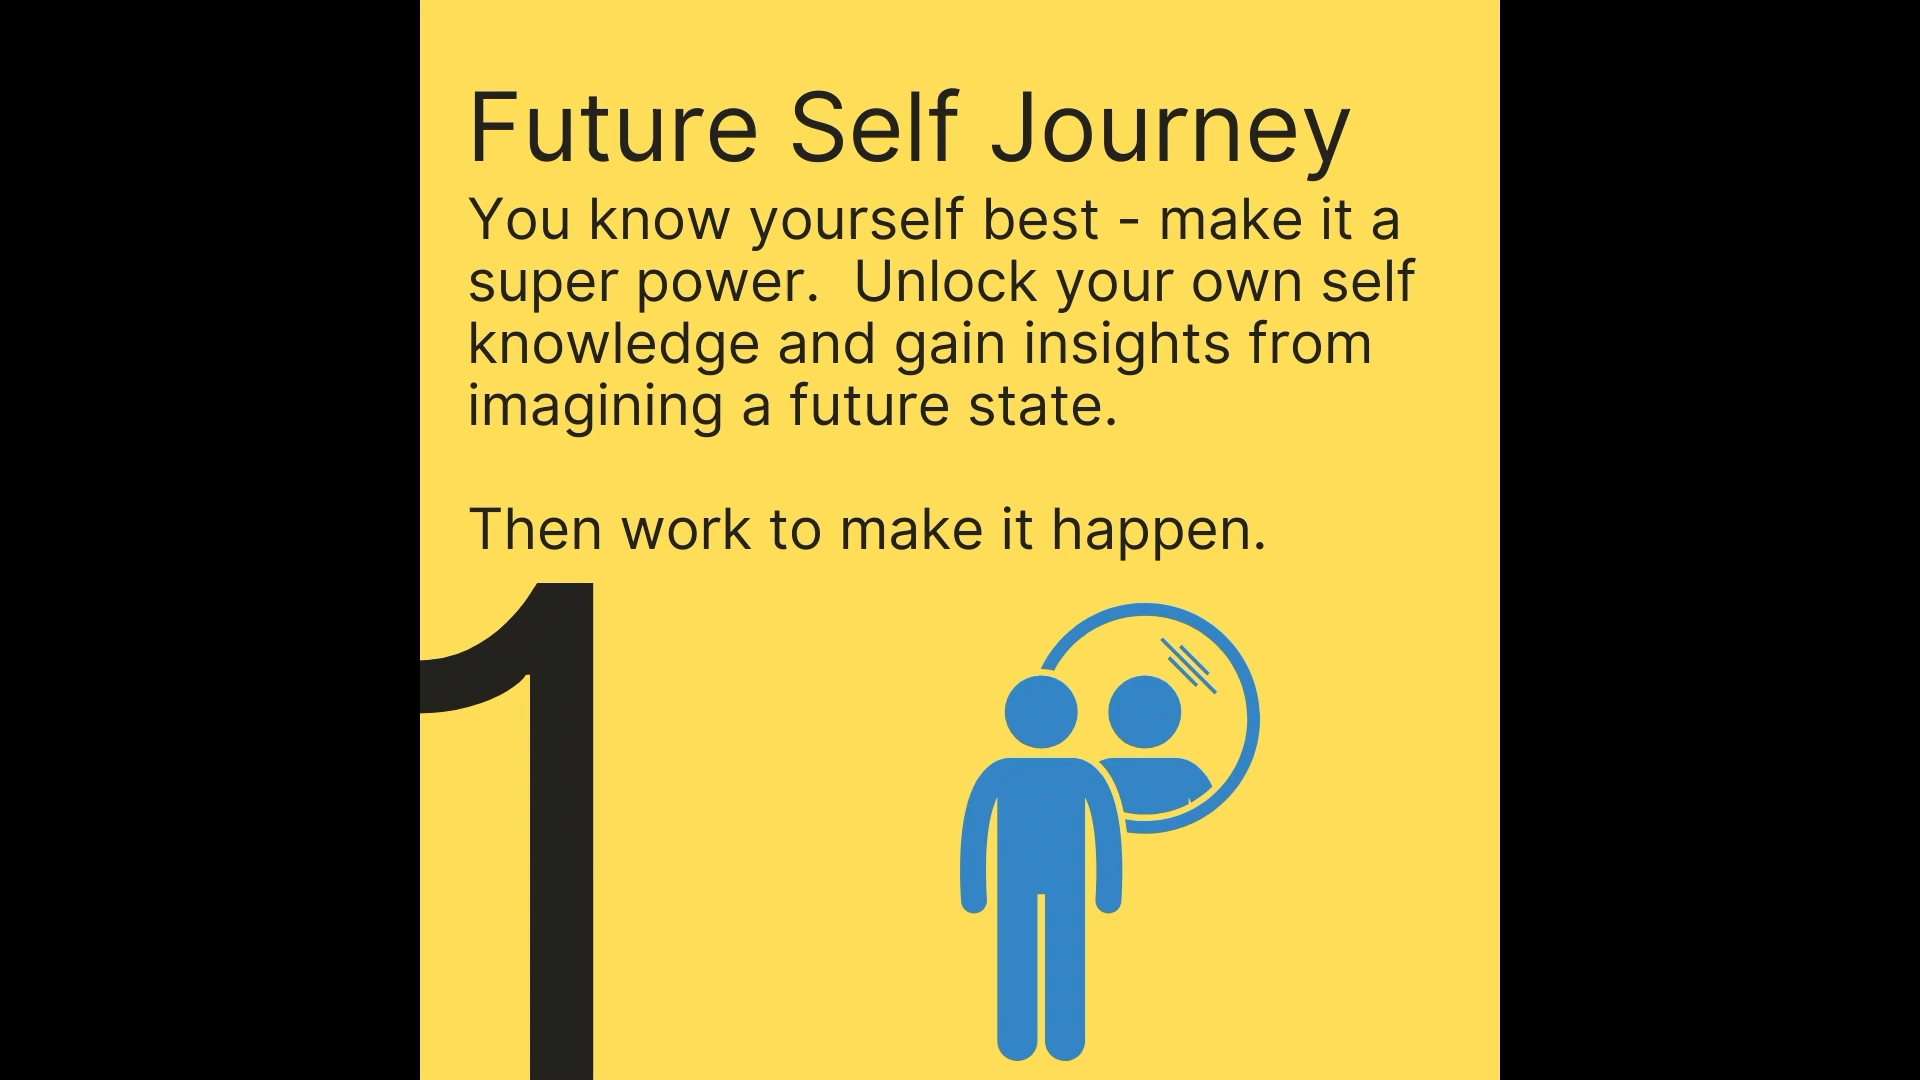 Future Self Journey
You know yourself best - make it a
super power.  Unlock your own self
knowledge and gain insights from
imagining a future state.
Then work to make it happen.
1